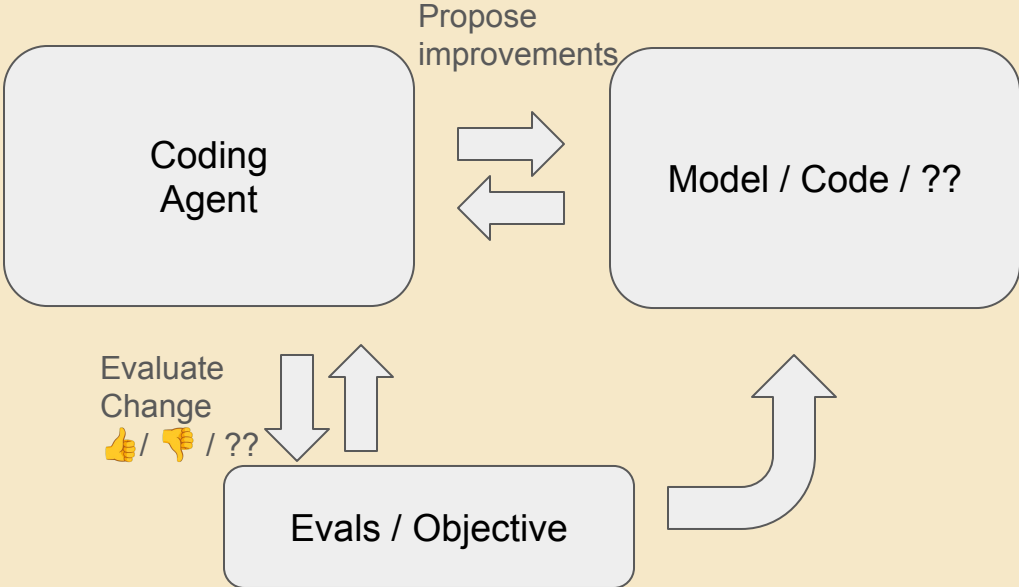 Propose
improvements
Coding
Agent
Model / Code / ??
Evaluate
Change
👍/ 👎 / ??
Evals / Objective